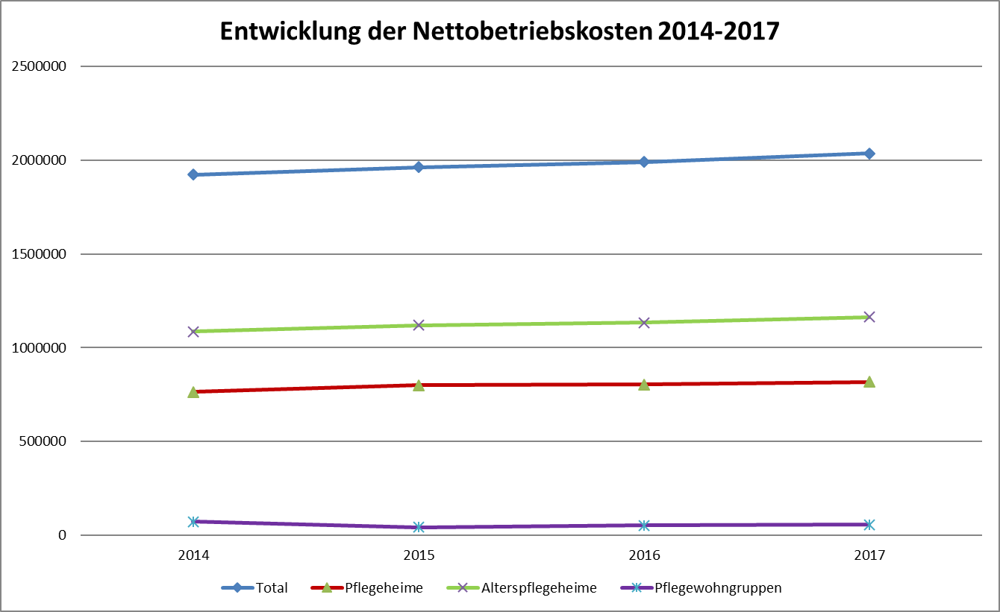 Entwicklung der Nettobetriebskosten 2014-2017
2500000
2000000
1500000
1000000
500000
0
2014 2015 2016 2017
Total Pflegeheime Alterspflegeheime Pflegewohngruppen